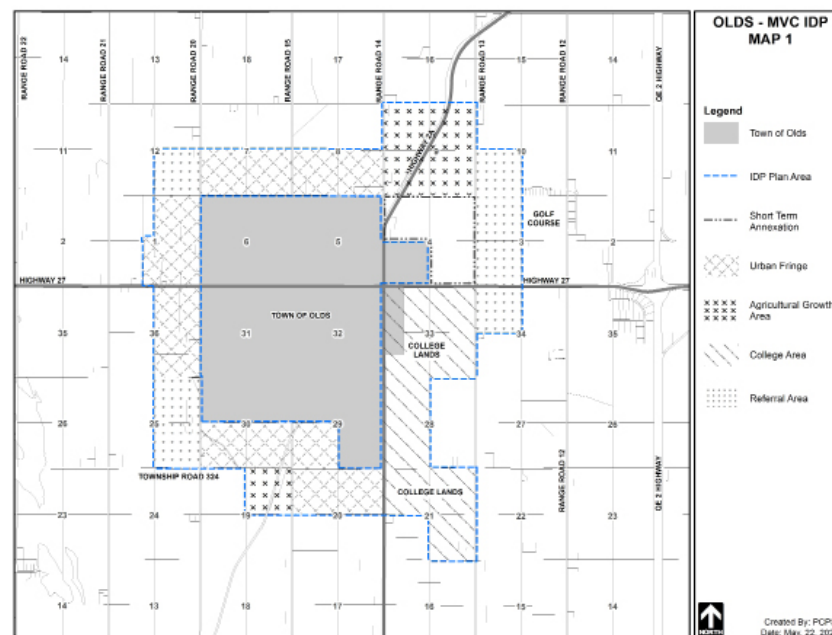 OLDS - MVC IDP
MAP 1
Legend
Town of Olds
IDP Plan Area
Short Term
Annexation
Urban Fringe
Agricultural Growth
Area
College Area
Referral Area
NORTH
Created By: PCPS
RANGE ROAD 22
RANGE ROAD 21
RANGE ROAD 20
RANGE ROAD 15
RANGE ROAD 14
RANGE ROAD 13
RANGE ROAD 12
QE 2 HIGHWAY
14 13 18 17 16 15 14
HIGHWAY 2A
11 12 7 8 9 10 11
GOLF
COURSE
2 1 6 5 4 3 2
HIGHWAY 27
HIGHWAY 27
35 36 31 32 33 34 35
TOWN OF OLDS
COLLEGE
LANDS
26 25 30 29 28 27 26
TOWNSHIP ROAD 324
COLLEGE LANDS
RANGE ROAD 12
QE 2 HIGHWAY
23 24 19 20 21 22 23
14 13 18 17 16 15 14